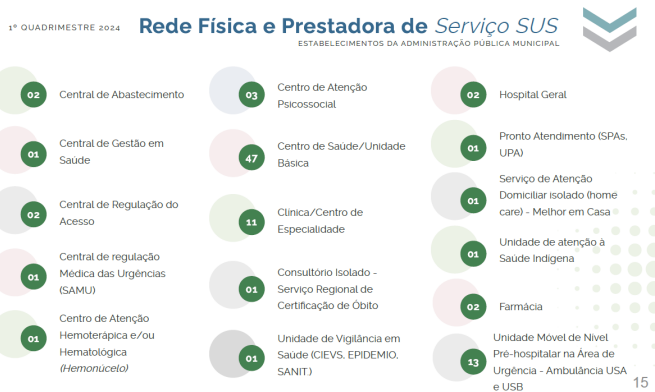 1º QUADRIMESTRE 2024
Rede Física e Prestadora de Serviço SUS
ESTABELECIMENTOS DA ADMINISTRAÇÃO PÚBLICA MUNICIPAL
02
Central de Abastecimento
01
Central de Gestão em
Saúde
02
Central de Regulação do
Acesso
01
Central de regulação
Médica das Urgências
(SAMU)
01
Centro de Atenção
Hemoterápica e/ou
Hematológica
(Hemonúcelo)
03
Centro de Atenção
Psicossocial
47
Centro de Saúde/Unidade
Básica
11
Clínica/Centro de
Especialidade
01
Consultório Isolado -
Serviço Regional de
Certificação de Óbito
01
Unidade de Vigilância em
Saúde (CIEVS, EPIDEMIO,
SANIT.)
02
Hospital Geral
01
Pronto Atendimento (SPAs,
UPA)
01
Serviço de Atenção
Domiciliar isolado (home
care) - Melhor em Casa
01
Unidade de atenção à
Saúde Indígena
02
Farmácia
13
Unidade Móvel de Nível
Pré-hospitalar na Área de
Urgência - Ambulância USA
e USB
15